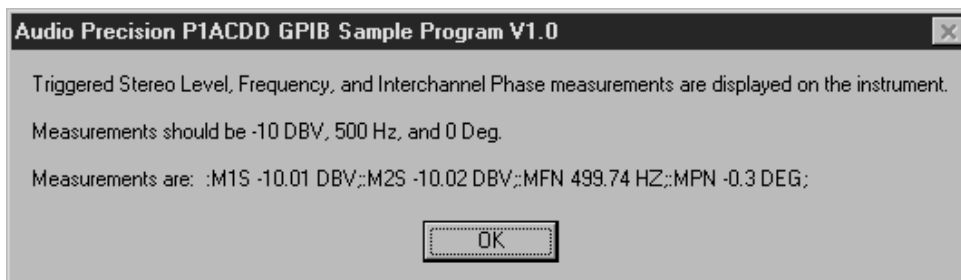 Audio Precision P1ACDD GPIB Sample Program V1.0
Triggered Stereo Level, Frequency, and Interchannel Phase measurements are displayed on the instrument.
Measurements should be -10 DBV, 500 Hz, and 0 Deg.
Measurements are:  :M1S -10.01 DBV;:M2S -10.02 DBV;:MFN 499.74 HZ;:MPN -0.3 DEG;
OK